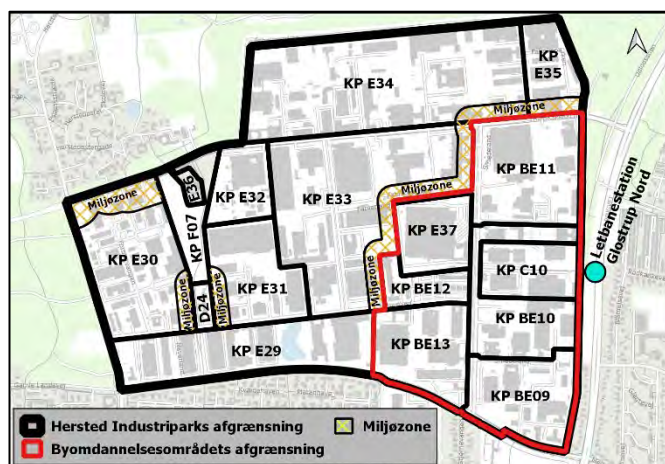 KP E34
KP
E35
Miljøzone
KP BE11
E36
KP E32
KP E33
Miljøzone
Miljøzone
KP F07
KP E30
KP E37
Letbanestation
Glostrup Nord
KP C10
KP E31
KP BE12
Miljøzone
Miljøzone
D24
Miljøzone
KP BE10
KP E29
KP BE13
KP BE09
Hersted Industriparks afgrænsning
Miljøzone
Byomdannelsesområdets afgrænsning